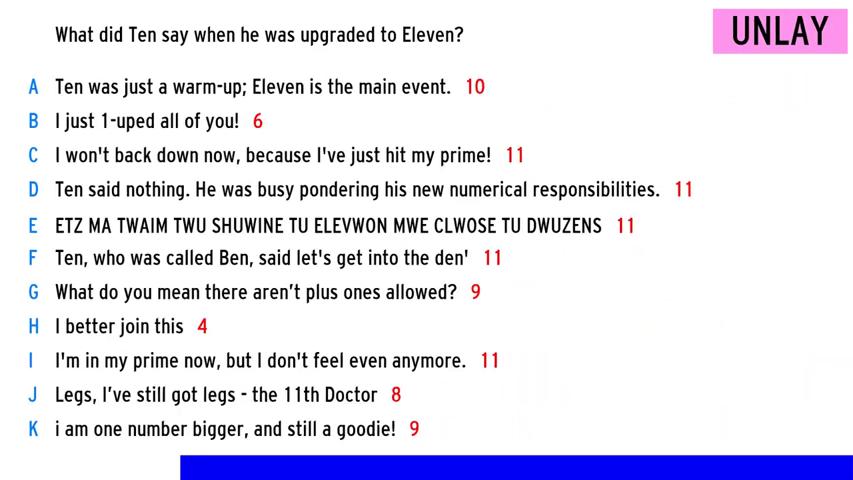 What did Ten say when he was upgraded to Eleven?
UNLAY
A Ten was just a warm-up; Eleven is the main event. 10
B I just 1-uped all of you! 6
C I won't back down now, because I've just hit my prime! 11
D Ten said nothing. He was busy pondering his new numerical responsibilities. 11
E ETZ MA TWAIM TWU SHUWINE TU ELEVWON MWE CLWOSE TU DWUZENS 11
F Ten, who was called Ben, said let's get into the den' 11
G What do you mean there aren’t plus ones allowed? 9
H I better join this 4
I I'm in my prime now, but I don't feel even anymore. 11
J Legs, I’ve still got legs - the 11th Doctor 8
K i am one number bigger, and still a goodie! 9